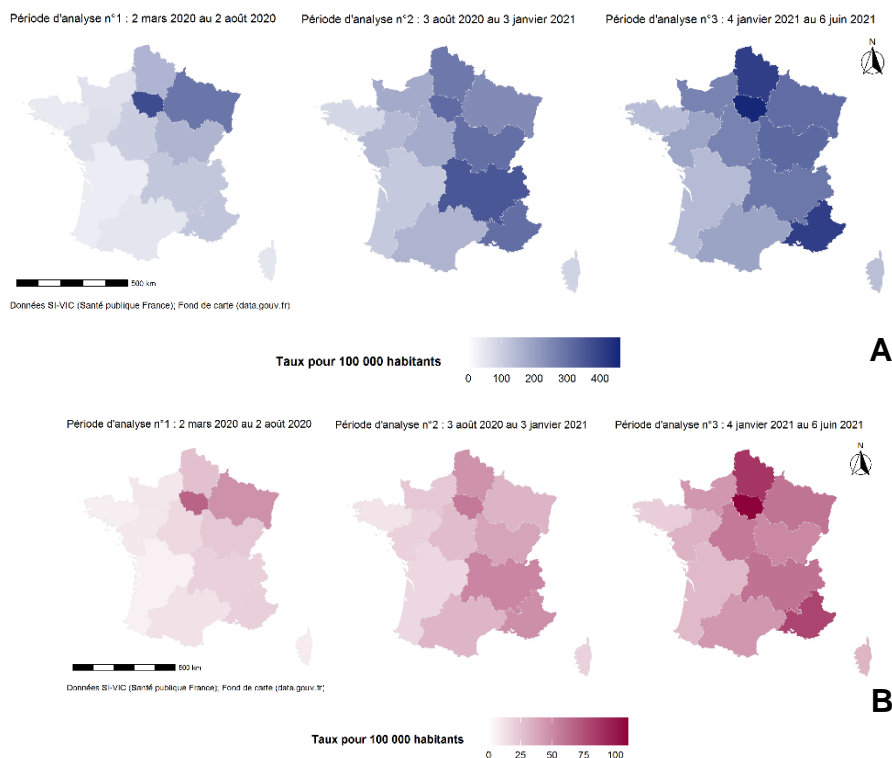 Période d'analyse n°1 : 2 mars 2020 au 2 août 2020
Période d'analyse n°2 : 3 août 2020 au 3 janvier 2021
Période d'analyse n°3 : 4 janvier 2021 au 6 juin 2021
N
500 km
Données SI-VIC (Santé publique France); Fond de carte (data.gouv.fr)
Taux pour 100 000 habitants
0 100 200 300 400
A
Période d'analyse n°1 : 2 mars 2020 au 2 août 2020
Période d'analyse n°2 : 3 août 2020 au 3 janvier 2021
Période d'analyse n°3 : 4 janvier 2021 au 6 juin 2021
N
500 km
Données SI-VIC (Santé publique France); Fond de carte (data.gouv.fr)
B
Taux pour 100 000 habitants
0 25 50 75 100